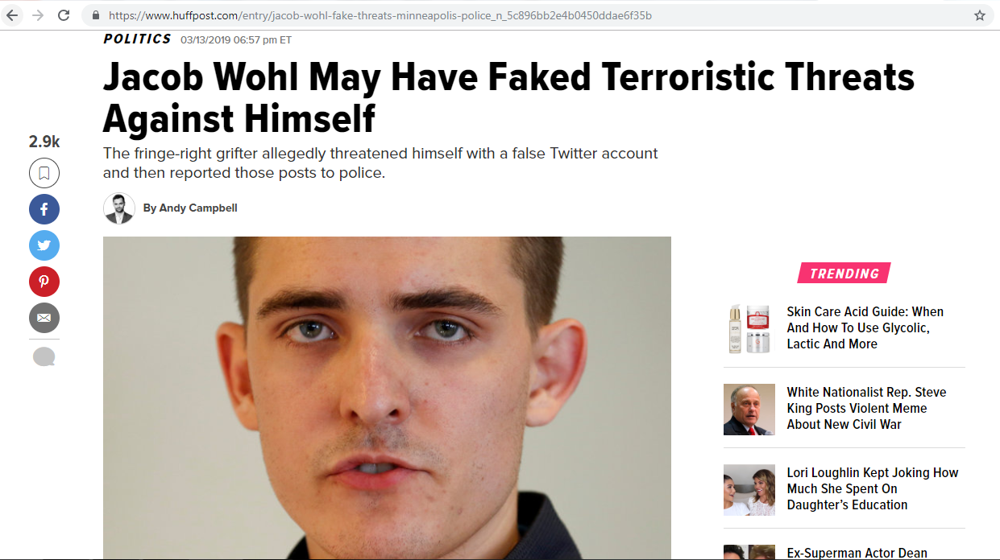 https://www.huffpost.com/entry/jacob-wohl-fake-threats-minneapolis-police_n_5c896bb2e4b0450ddae6f35b
POLITICS 03/13/2019 06:57 pm ET
Jacob Wohl May Have Faked Terroristic Threats
Against Himself
2.9k
The fringe-right grifter allegedly threatened himself with a false Twitter account
and then reported those posts to police.
By Andy Campbell
TRENDING
Skin Care Acid Guide: When
And How To Use Glycolic,
Lactic And More
White Nationalist Rep. Steve
King Posts Violent Meme
About New Civil War
Lori Loughlin Kept Joking How
Much She Spent On
Daughter’s Education
Ex-Superman Actor Dean